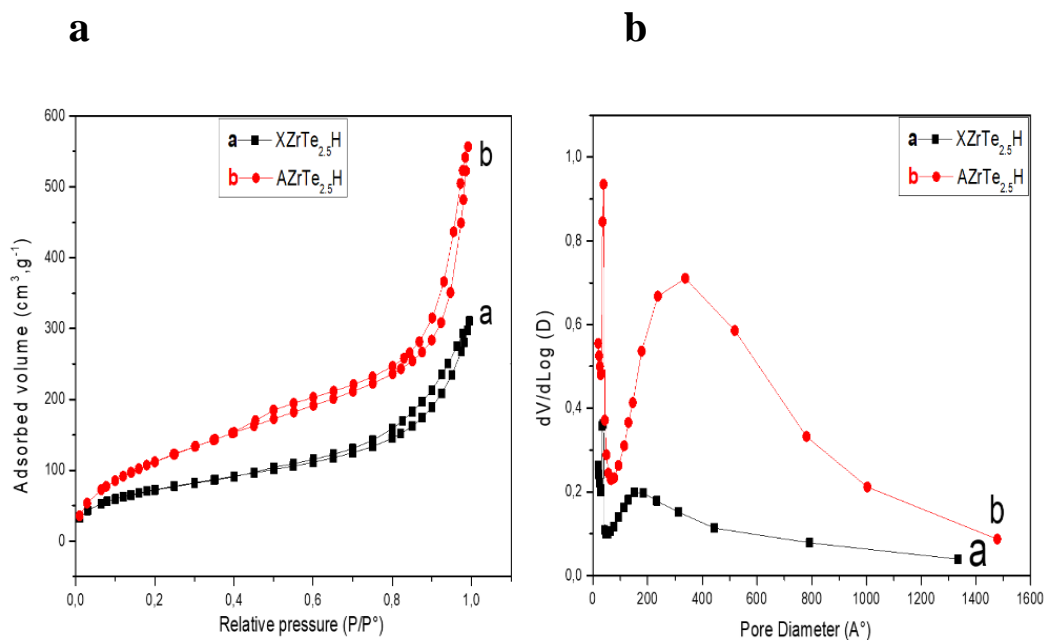 a
b
600
500
400
300
200
100
0
0,0
0,2
0,4
0,6
0,8
1,0
Adsorbed volume (cm³,g⁻¹)
Relative pressure (P/P°)
a XZrTe₂.₅H
b AZrTe₂.₅H
b
a
1,0
0,8
0,6
0,4
0,2
0,0
0
200
400
600
800
1000
1200
1400
1600
dV/dLog (D)
Pore Diameter (A°)
a XZrTe₂.₅H
b AZrTe₂.₅H
b
a